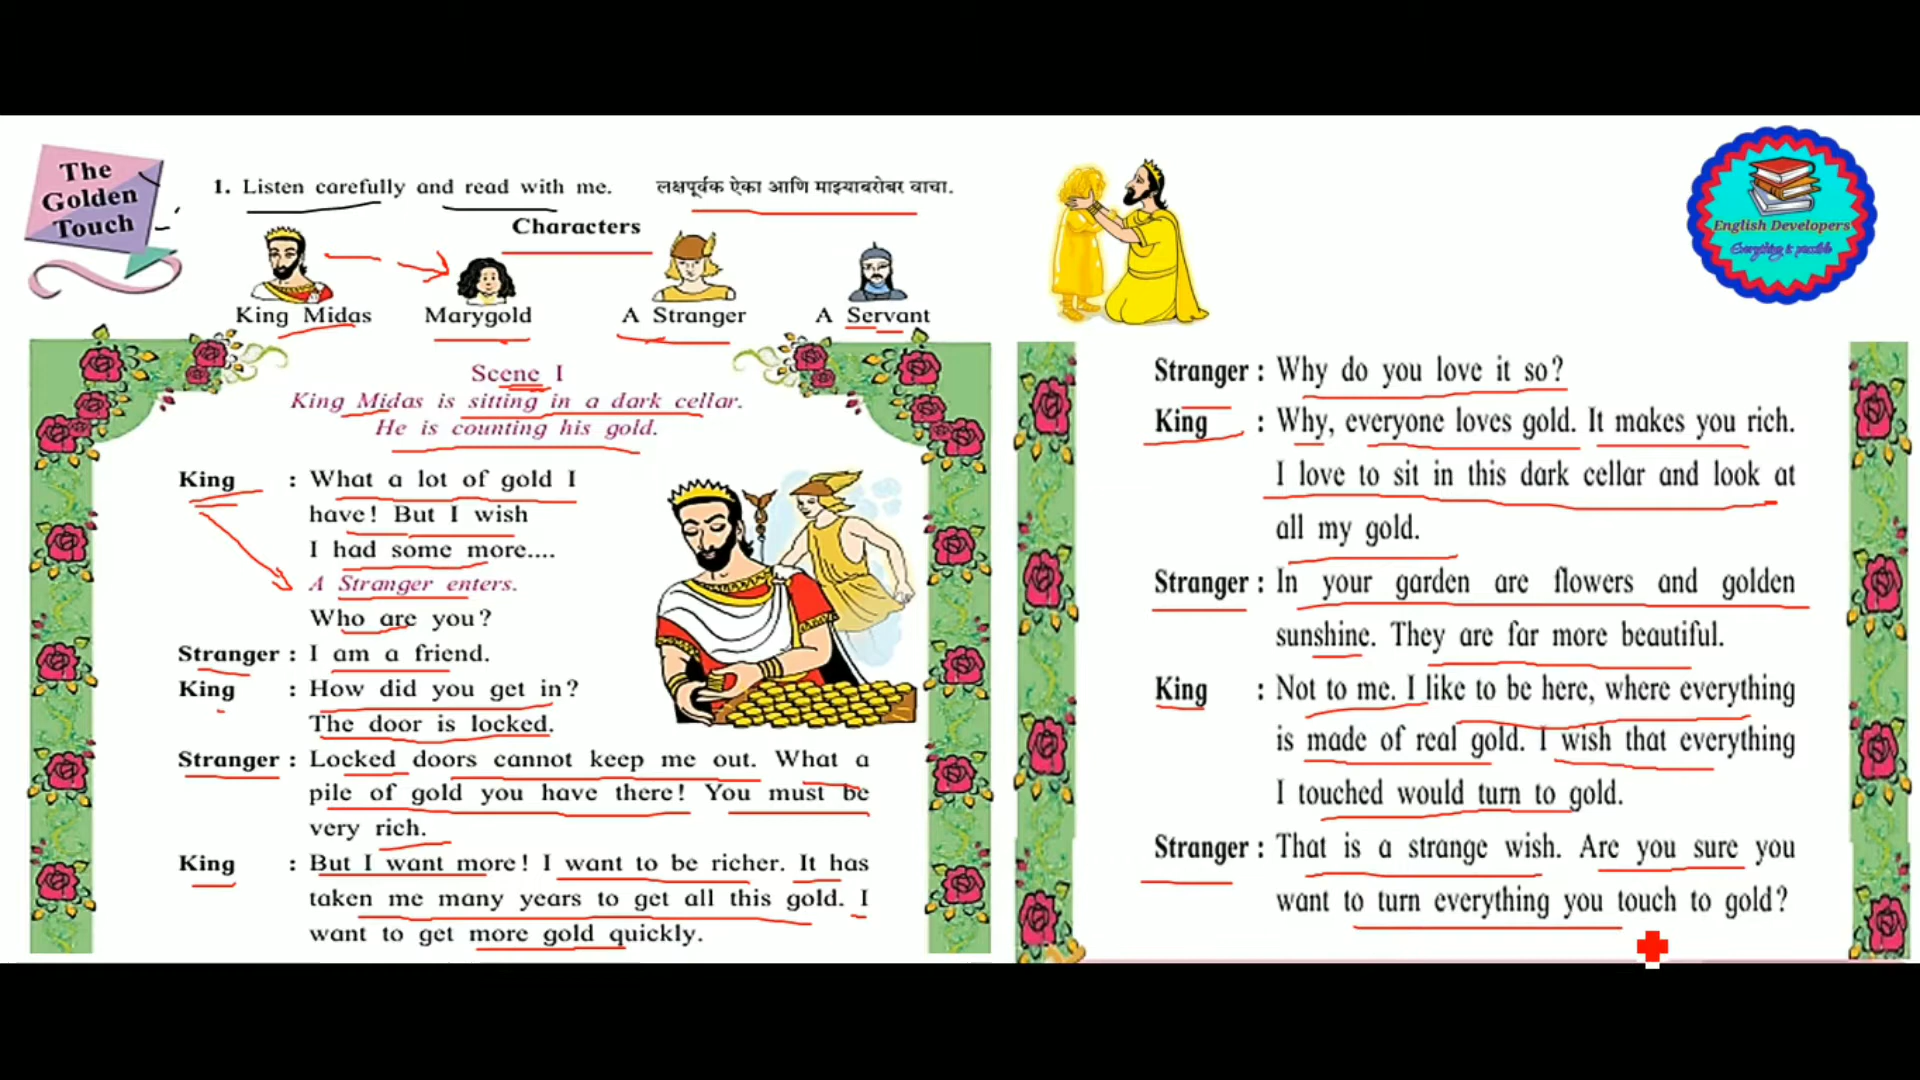 The
Golden
Touch
1. Listen carefully and read with me. लक्षपूर्वक ऐका आणि माझ्याबरोबर वाचा.
Characters
King Midas Marygold A Stranger A Servant
Scene I
King Midas is sitting in a dark cellar.
He is counting his gold.
King : What a lot of gold I
have! But I wish
I had some more....
A Stranger enters.
Who are you?
Stranger : I am a friend.
King : How did you get in?
The door is locked.
Stranger : Locked doors cannot keep me out. What a
pile of gold you have there! You must be
very rich.
King : But I want more! I want to be richer. It has
taken me many years to get all this gold. I
want to get more gold quickly.
English Developers
Everything is possible
Stranger : Why do you love it so?
King : Why, everyone loves gold. It makes you rich.
I love to sit in this dark cellar and look at
all my gold.
Stranger : In your garden are flowers and golden
sunshine. They are far more beautiful.
King : Not to me. I like to be here, where everything
is made of real gold. I wish that everything
I touched would turn to gold.
Stranger : That is a strange wish. Are you sure you
want to turn everything you touch to gold?